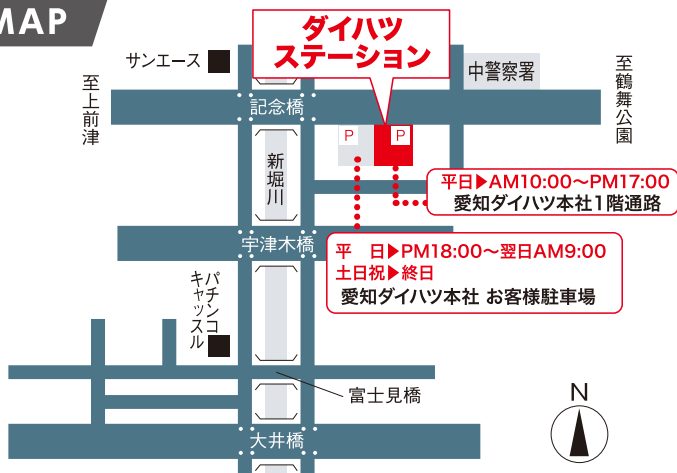 MAP
ダイハツ
ステーション
サンエース
中警察署
至上前津
記念橋
至鶴舞公園
P
P
新堀川
平日▶AM10:00～PM17:00
愛知ダイハツ本社1階通路
宇津木橋
平　日▶PM18:00～翌日AM9:00
土日祝▶終日
愛知ダイハツ本社 お客様駐車場
パチンコ
キャッスル
富士見橋
大井橋
N